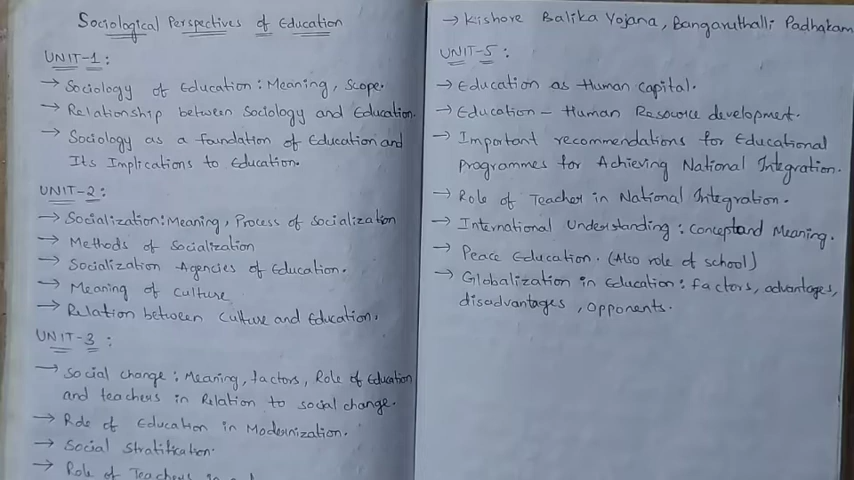 Sociological Perspectives of Education
UNIT-1:
→ Sociology of Education: Meaning, Scope.
→ Relationship between Sociology and Education.
→ Sociology as a foundation of Education and
Its Implications to Education.
UNIT-2:
→ Socialization: Meaning, Process of Socialization
→ Methods of Socialization
→ Socialization Agencies of Education.
→ Meaning of Culture
→ Relation between Culture and Education.
UNIT-3:
→ Social change: Meaning, factors, Role of Education
and teachers in Relation to social change.
→ Role of Education in Modernization.
→ Social Stratification.
→ Role of Teachers in
→ Kishore Balika Yojana, Bangaruthalli Padhakam
UNIT-5:
→ Education as Human capital.
→ Education - Human Resource development.
→ Important recommendations for Educational
Programmes for Achieving National Integration.
→ Role of Teacher in National Integration.
→ International Understanding: Concept and Meaning.
→ Peace Education. (Also role of school)
→ Globalization in Education: factors, advantages,
disadvantages, opponents.